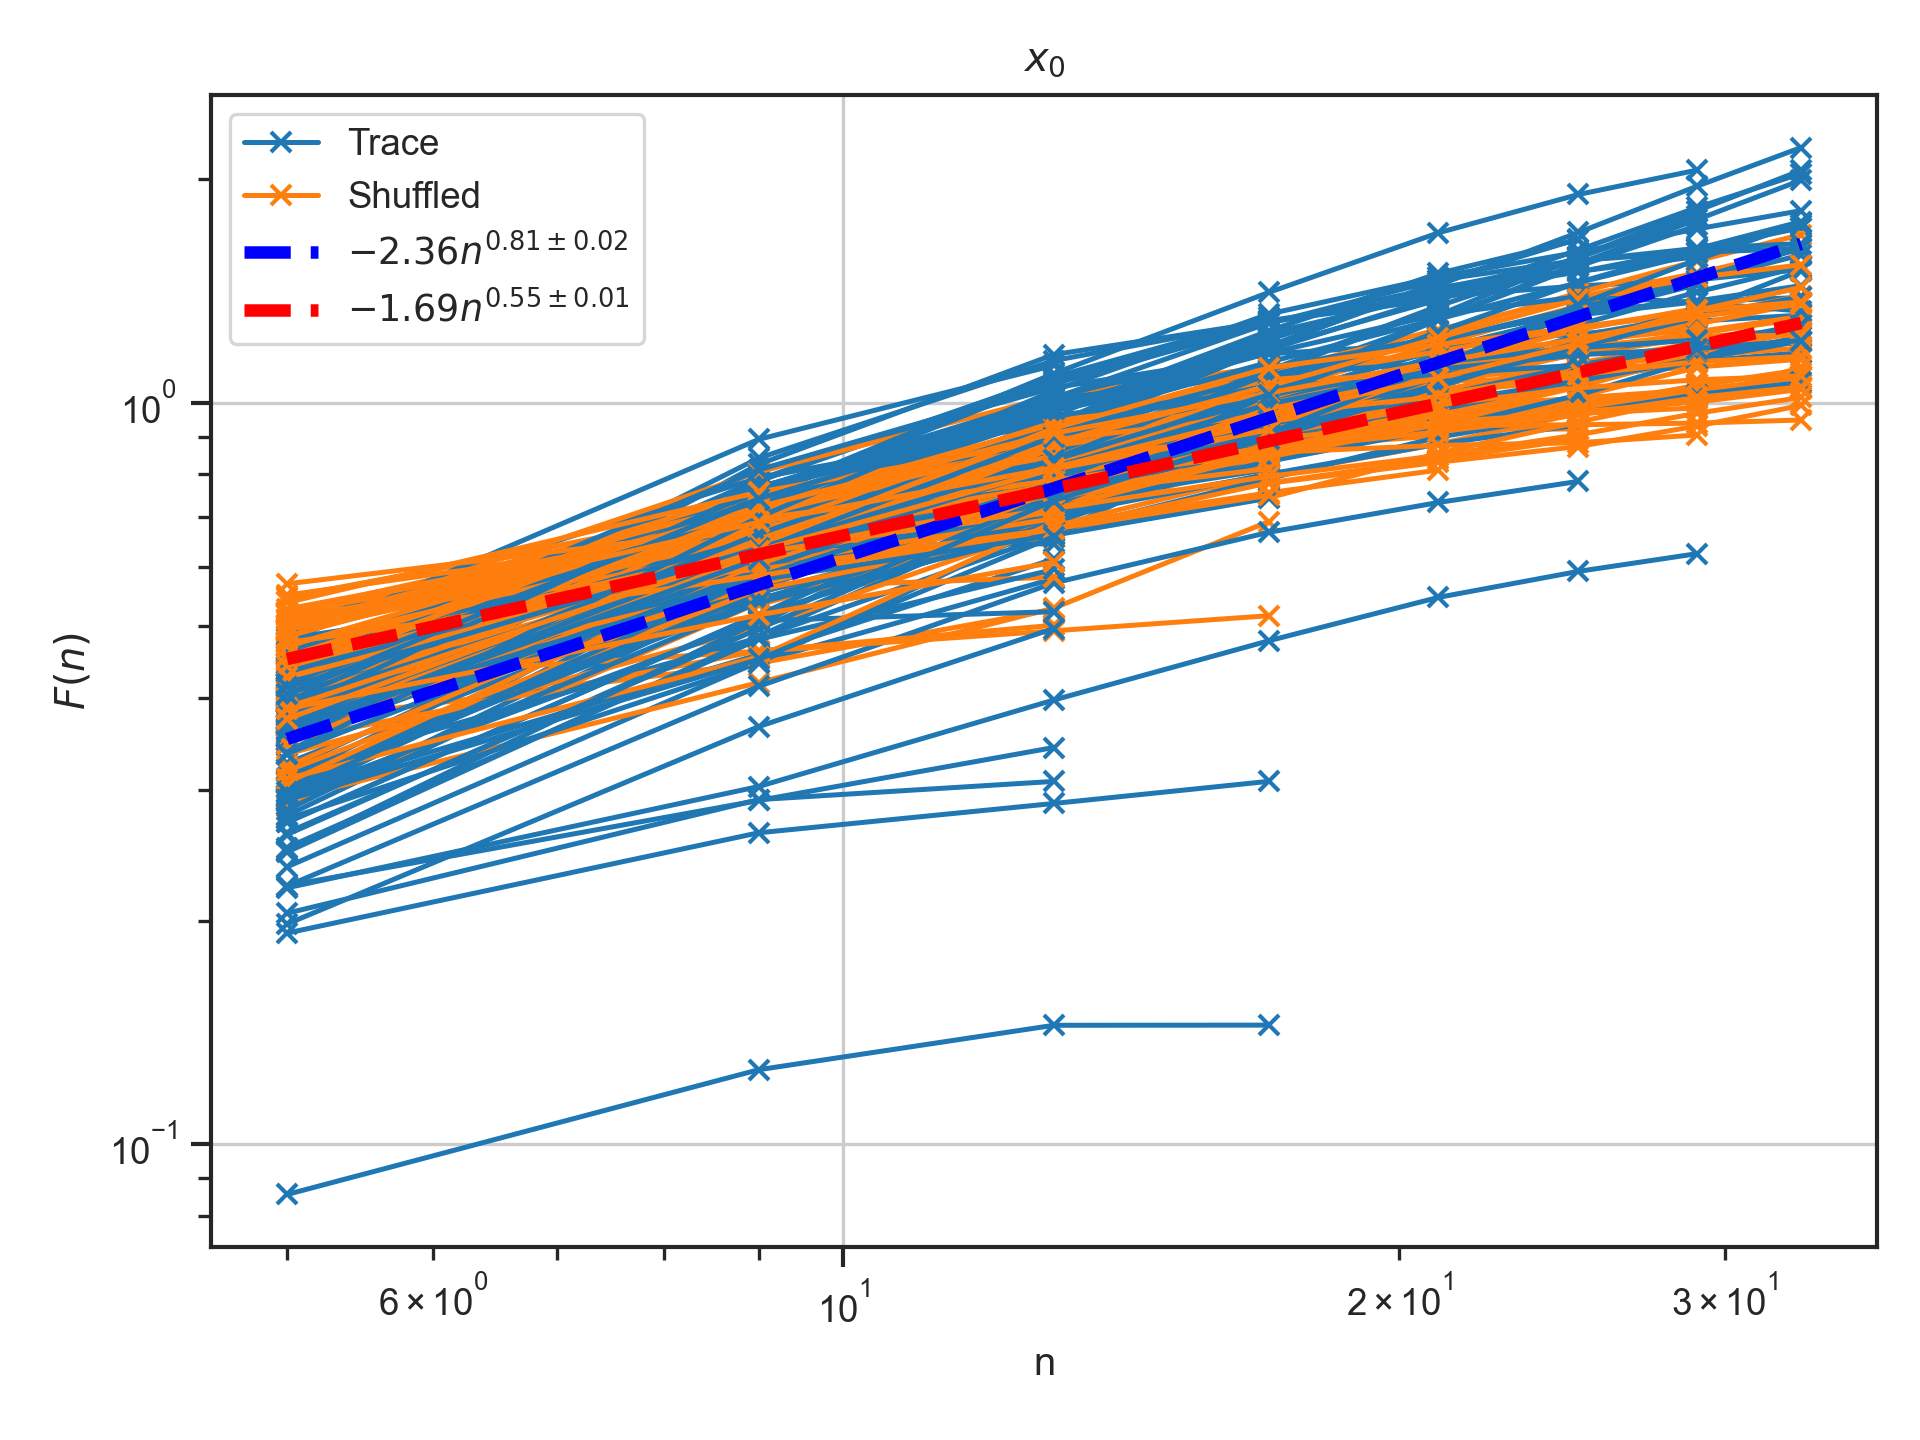 x₀
Trace
Shuffled
−2.36n^0.81 ± 0.02
−1.69n^0.55 ± 0.01
F(n)
10⁰
10⁻¹
6 × 10⁰
10¹
2 × 10¹
3 × 10¹
n